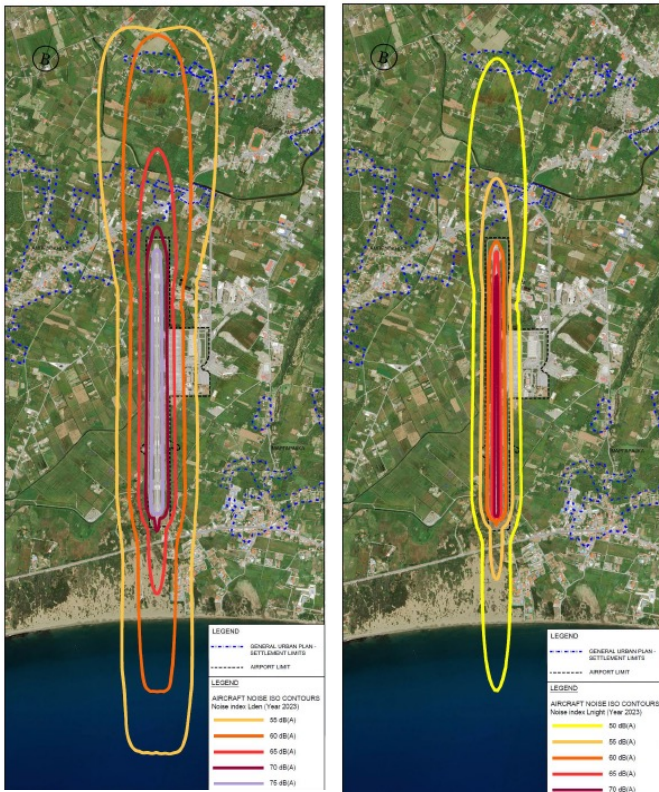 B
LEGEND
GENERAL URBAN PLAN -
SETTLEMENT LIMITS
AIRPORT LIMIT
LEGEND
AIRCRAFT NOISE ISO CONTOURS
Noise index Lden (Year 2023)
55 dB(A)
60 dB(A)
65 dB(A)
70 dB(A)
75 dB(A)
B
LEGEND
GENERAL URBAN PLAN -
SETTLEMENT LIMITS
AIRPORT LIMIT
LEGEND
AIRCRAFT NOISE ISO CONTOURS
Noise index Lnight (Year 2023)
50 dB(A)
55 dB(A)
60 dB(A)
65 dB(A)
70 dB(A)